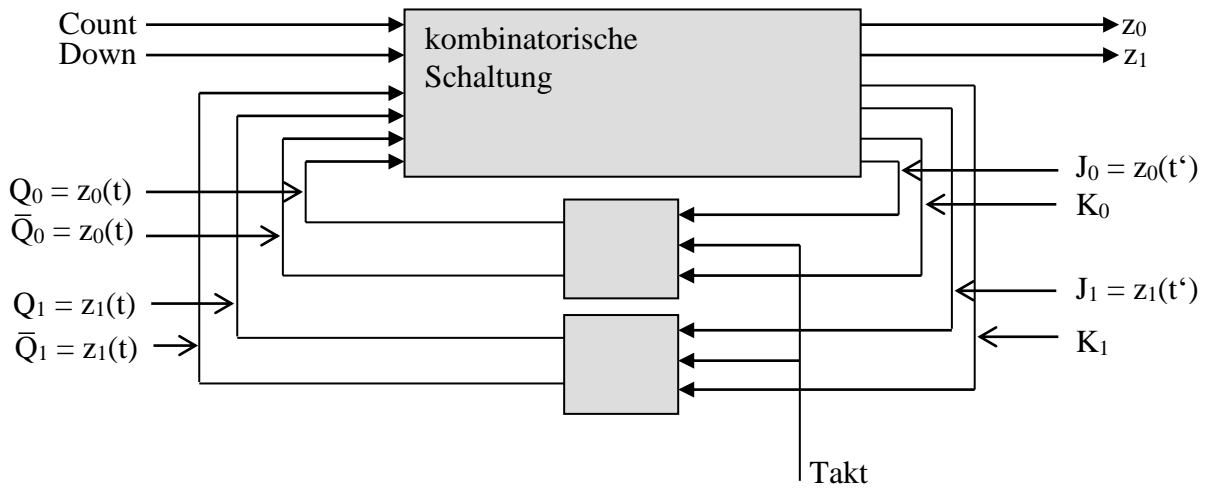 Count
Down
kombinatorische
Schaltung
z₀
z₁
Q₀ = z₀(t)
Q̅₀ = z₀(t)
Q₁ = z₁(t)
Q̅₁ = z₁(t)
J₀ = z₀(t‘)
K₀
J₁ = z₁(t‘)
K₁
Takt